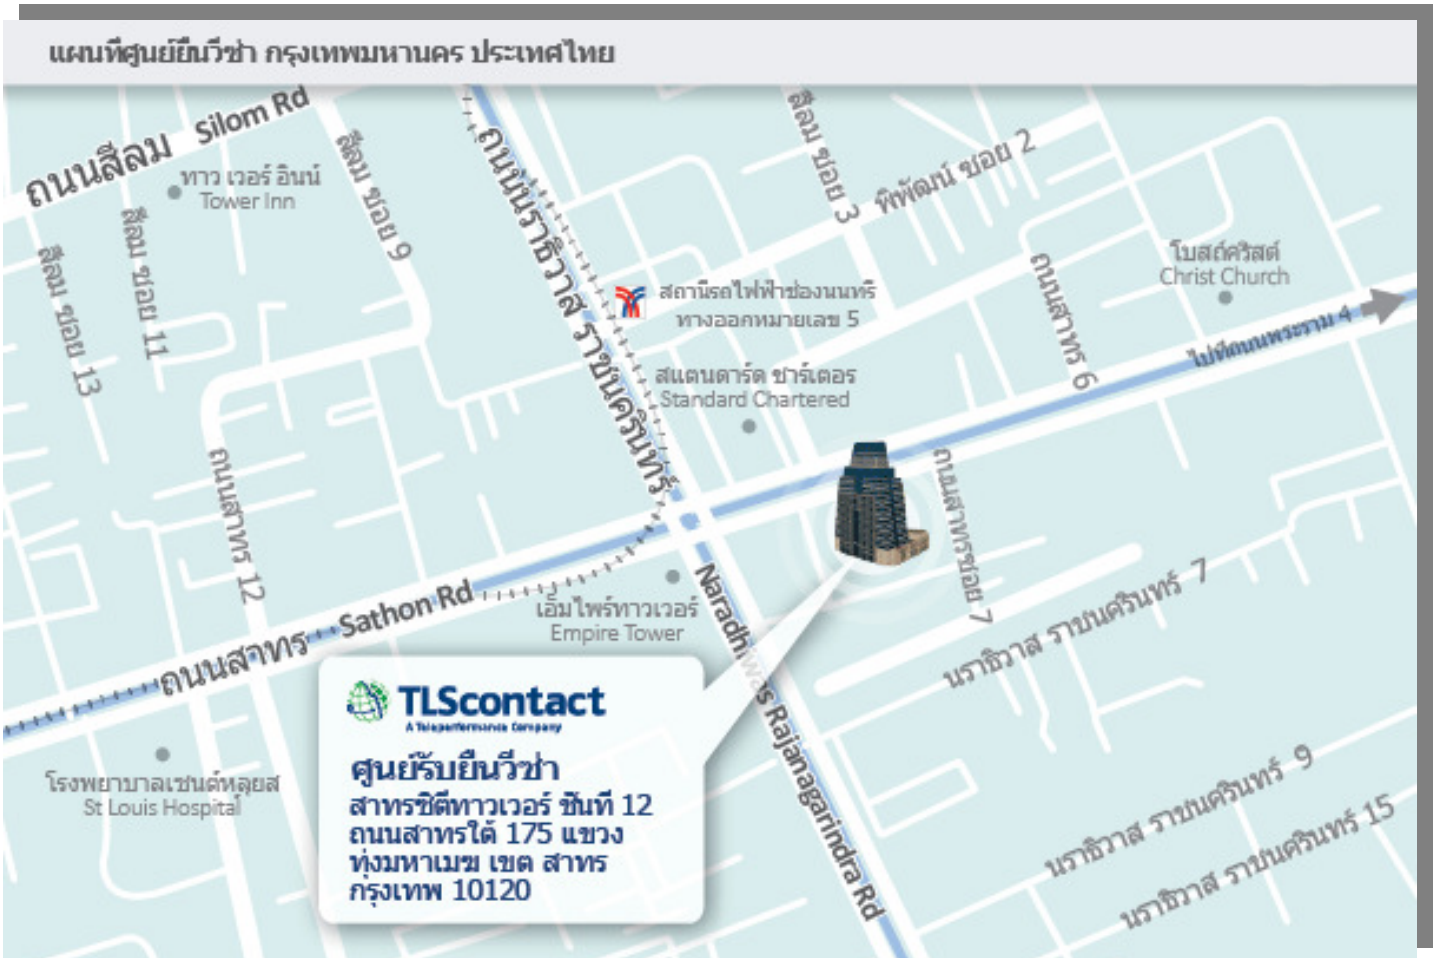 แผนที่ศูนย์ยื่นวีซ่า กรุงเทพมหานคร ประเทศไทย
ถนนสีลม Silom Rd
ทาว เวอร์ อินน์
Tower Inn
สีลม ซอย 9
สีลม ซอย 11
สีลม ซอย 13
ถนนนราธิวาส ราชนครินทร์
สีลม ซอย 3
พิพัฒน์ ซอย 2
สถานีรถไฟฟ้าช่องนนทรี
ทางออกหมายเลข 5
ถนนสาทร 6
โบสถ์คริสต์
Christ Church
ไปที่ถนนพระราม 4
สแตนดาร์ด ชาร์เตอร
Standard Chartered
ถนนสาทร 12
ถนนสาทรซอย 7
ถนนสาทร Sathon Rd
เอ็มไพร์ทาวเวอร์
Empire Tower
Naradhiwas Rajanagarindra Rd
นราธิวาส ราชนครินทร์ 7
โรงพยาบาลเซนต์หลุยส
St Louis Hospital
TLScontact
A Teleperformance Company
ศูนย์รับยื่นวีซ่า
สาทรซิตีทาวเวอร์ ชั้นที่ 12
ถนนสาทรใต้ 175 แขวง
ทุ่งมหาเมฆ เขต สาทร
กรุงเทพ 10120
นราธิวาส ราชนครินทร์ 9
นราธิวาส ราชนครินทร์ 15